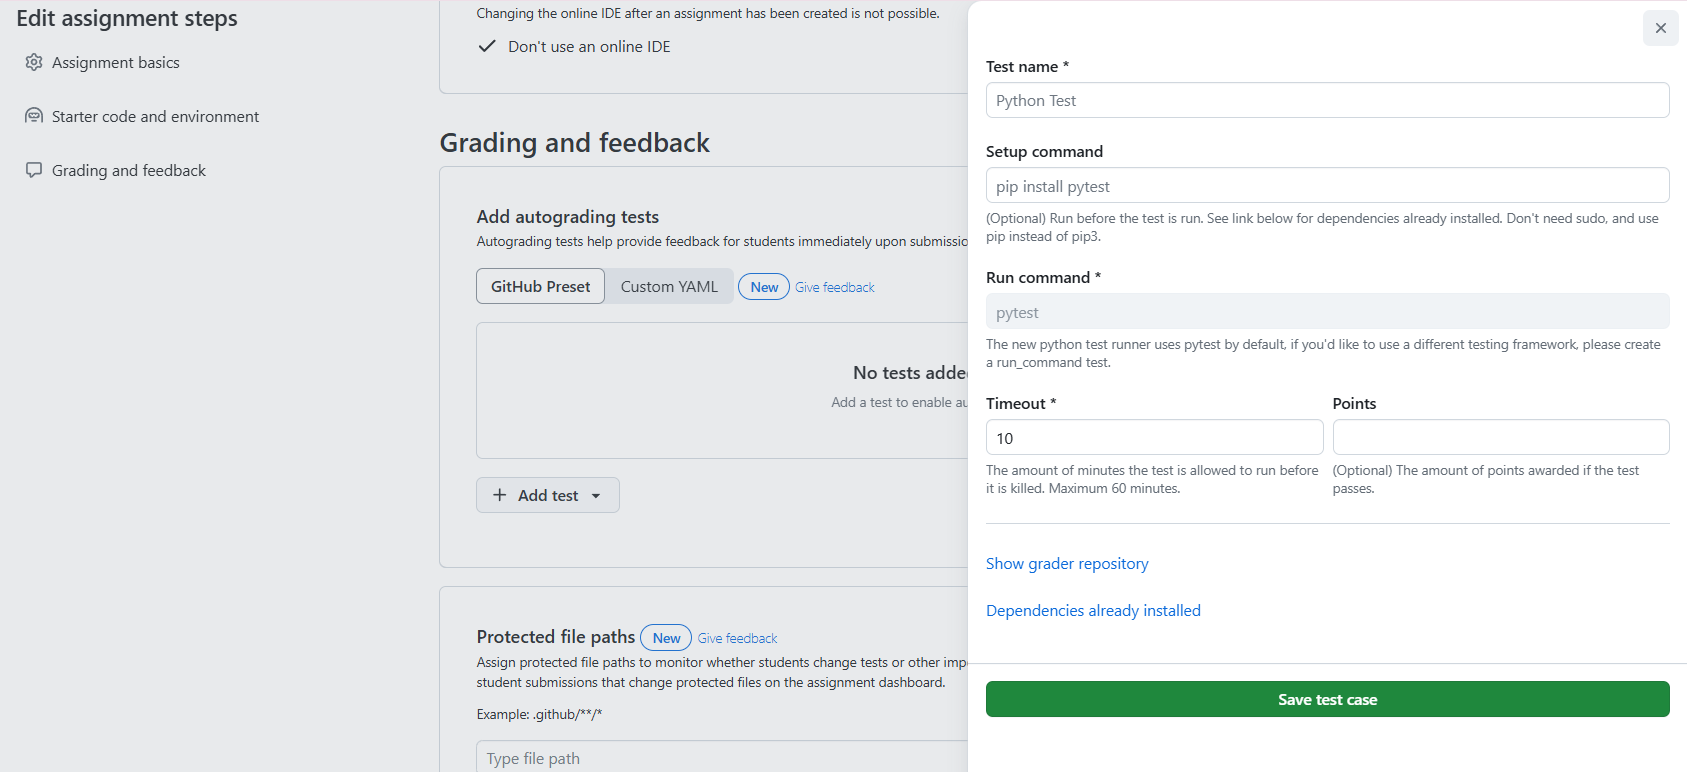 Edit assignment steps
Assignment basics
Starter code and environment
Grading and feedback
Changing the online IDE after an assignment has been created is not possible.
Don't use an online IDE
Grading and feedback
Add autograding tests
Autograding tests help provide feedback for students immediately upon submissio
GitHub Preset Custom YAML New Give feedback
No tests added
Add a test to enable au
Add test
Protected file paths New Give feedback
Assign protected file paths to monitor whether students change tests or other imp
student submissions that change protected files on the assignment dashboard.
Example: .github/**/*
Type file path
Test name *
Python Test
Setup command
pip install pytest
(Optional) Run before the test is run. See link below for dependencies already installed. Don't need sudo, and use
pip instead of pip3.
Run command *
pytest
The new python test runner uses pytest by default, if you'd like to use a different testing framework, please create
a run_command test.
Timeout *
10
The amount of minutes the test is allowed to run before
it is killed. Maximum 60 minutes.
Points
(Optional) The amount of points awarded if the test
passes.
Show grader repository
Dependencies already installed
Save test case